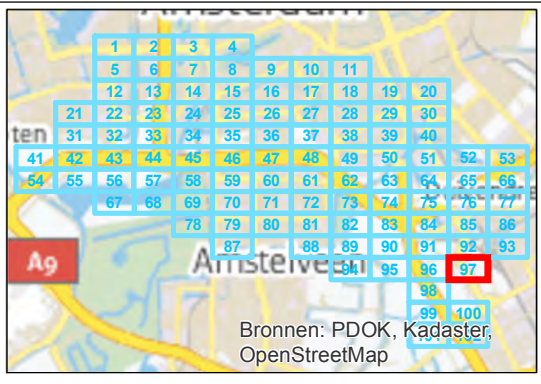 Amsterdam
1 2 3 4
5 6 7 8 9 10 11
12 13 14 15 16 17 18 19 20
21 22 23 24 25 26 27 28 29 30
ten 31 32 33 34 35 36 37 38 39 40
41 42 43 44 45 46 47 48 49 50 51 52 53
54 55 56 57 58 59 60 61 62 63 64 65 66
67 68 69 70 71 72 73 74 75 76 77
78 79 80 81 82 83 84 85 86
87 88 89 90 91 92 93
A9 Amstelveen 94 95 96 97
98
99 100
Bronnen: PDOK, Kadaster,
OpenStreetMap